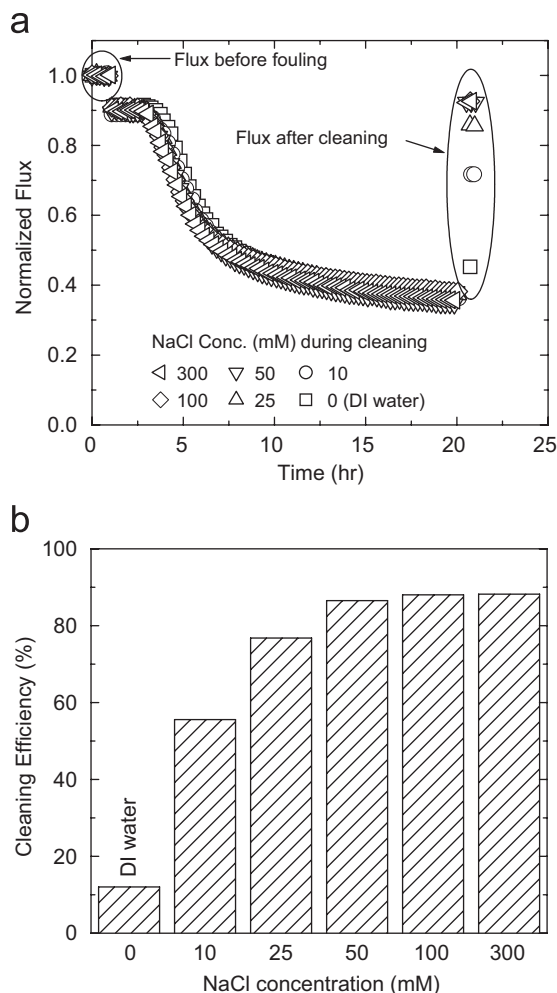 a
Flux before fouling
Flux after cleaning
Normalized Flux
1.0
0.8
0.6
0.4
0.2
0.0
NaCl Conc. (mM) during cleaning
300 50 10
100 25 0 (DI water)
0 5 10 15 20 25
Time (hr)
b
Cleaning Efficiency (%)
100
80
60
40
20
0
DI water
0 10 25 50 100 300
NaCl concentration (mM)